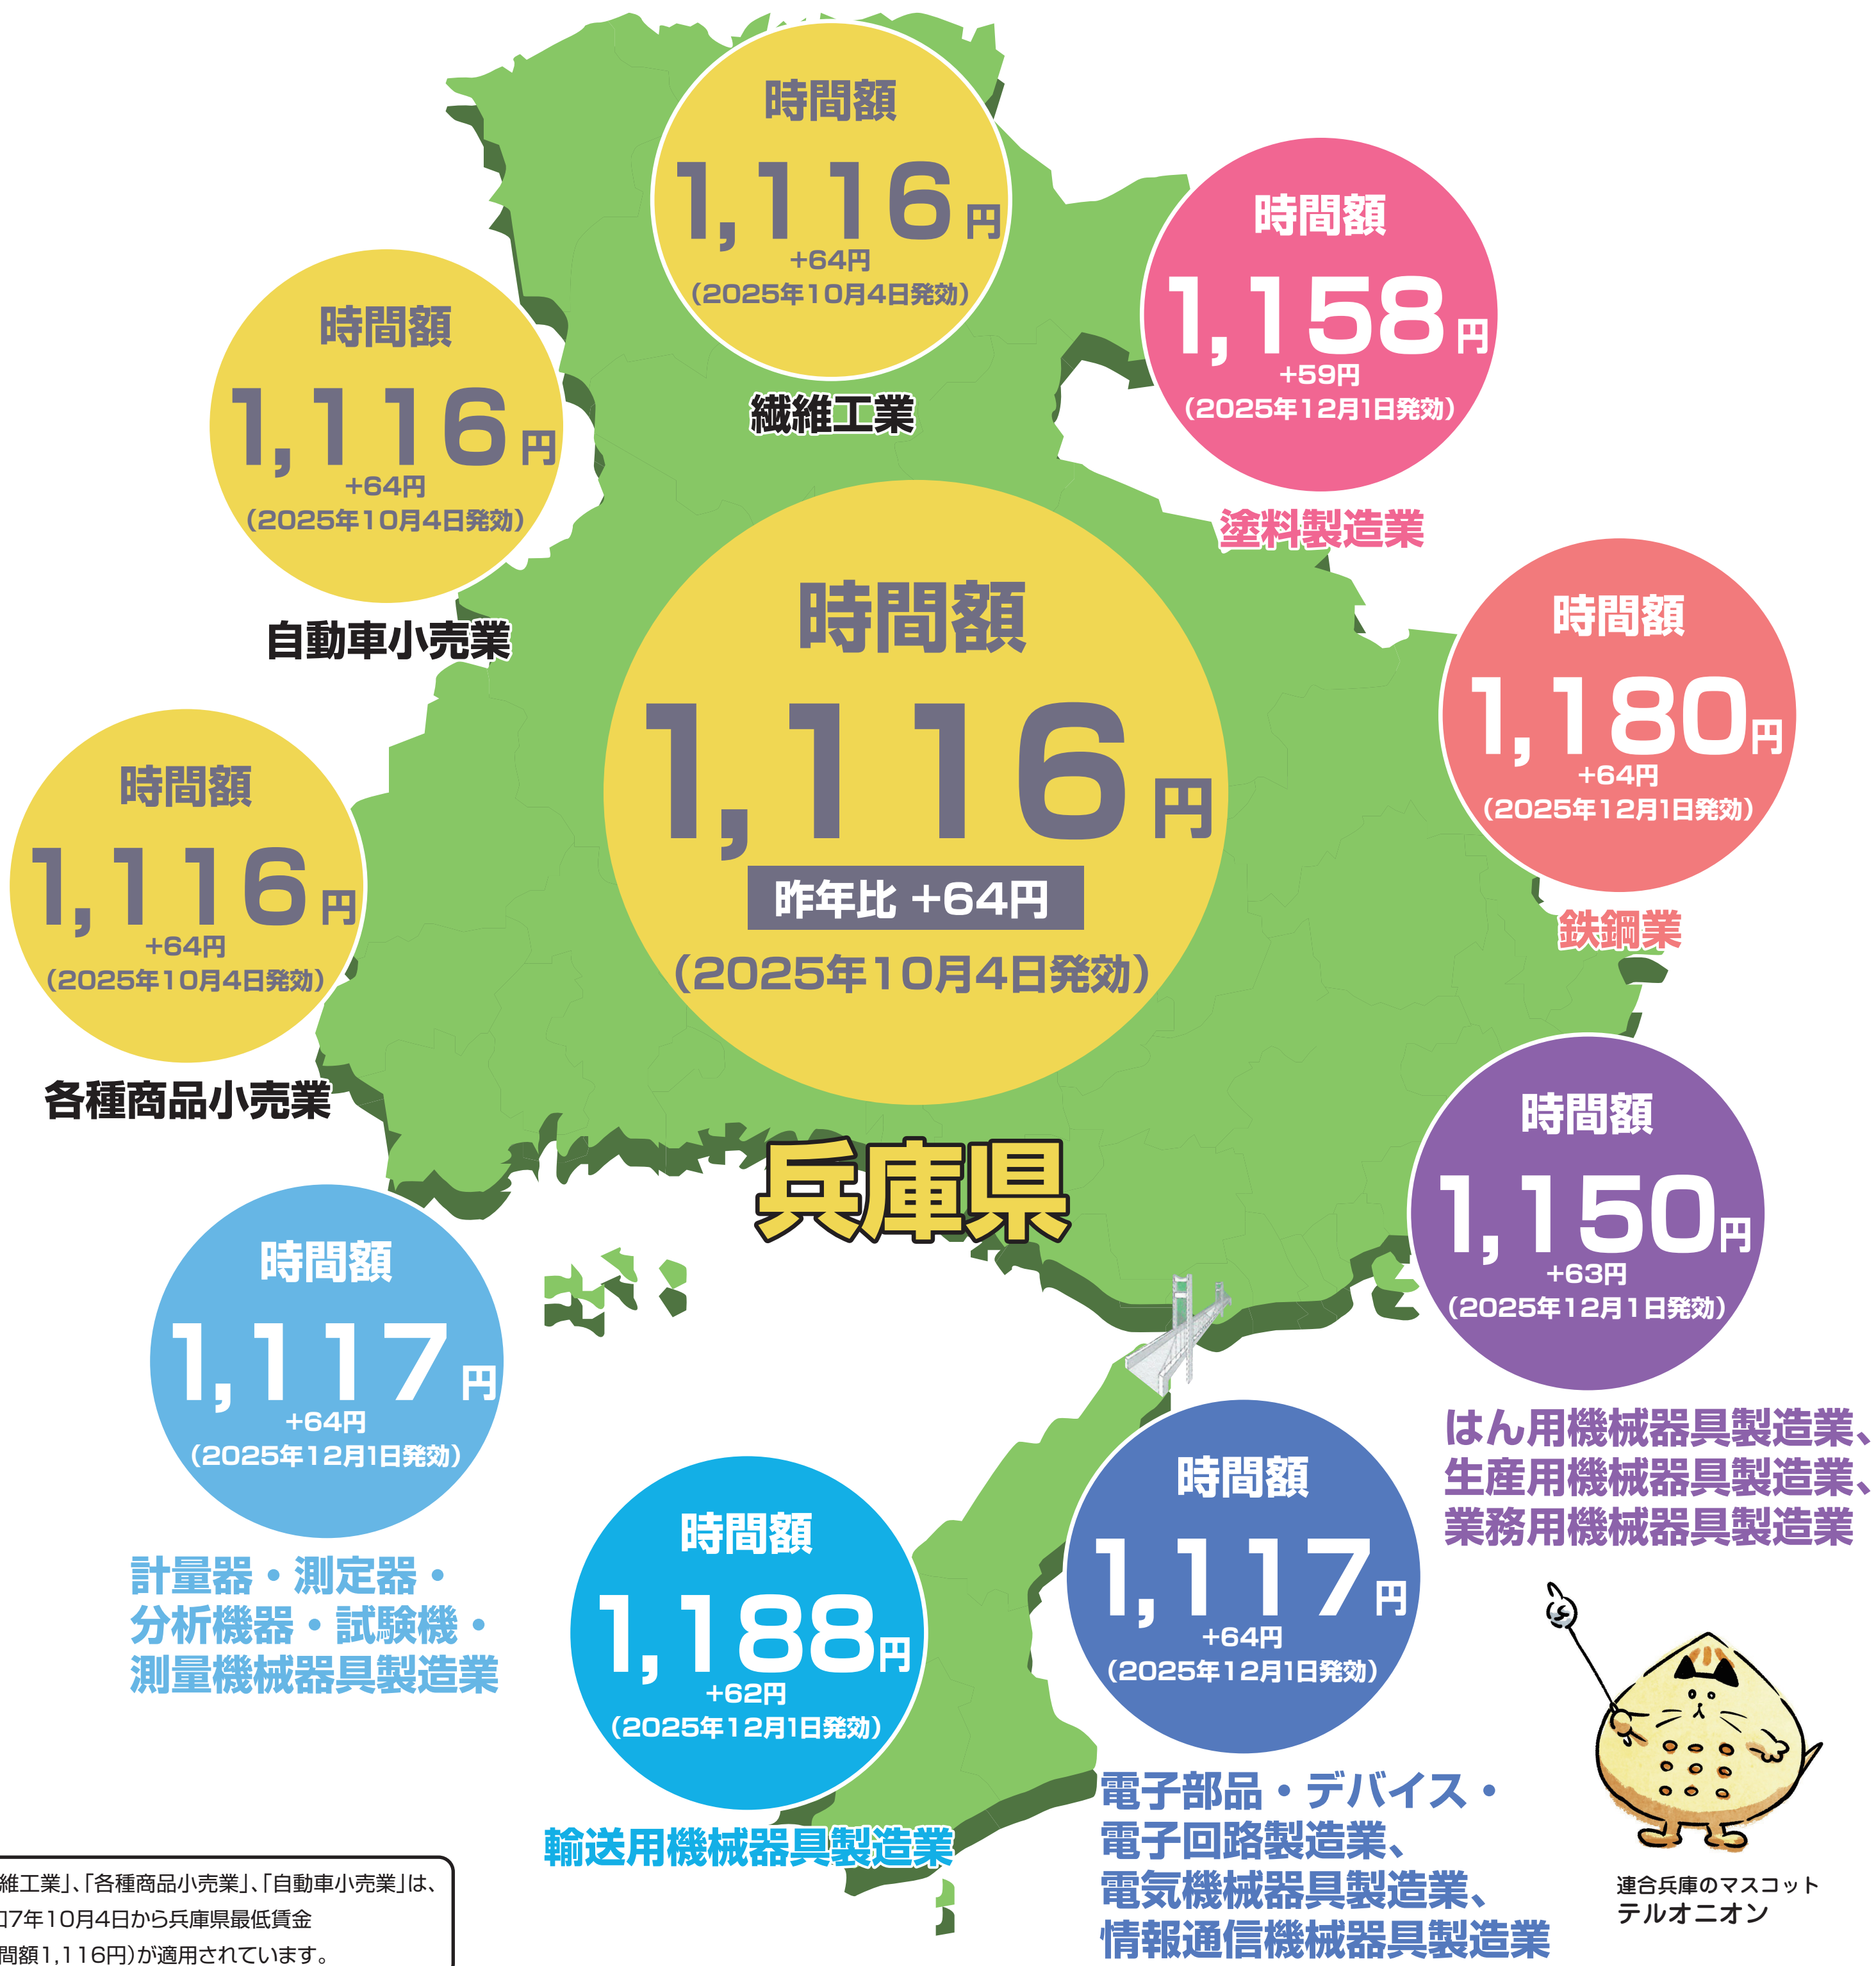 時間額
1,116円
+64円
（2025年10月4日発効）
繊維工業
時間額
1,158円
+59円
（2025年12月1日発効）
塗料製造業
時間額
1,116円
+64円
（2025年10月4日発効）
自動車小売業
時間額
1,116円
昨年比 +64円
（2025年10月4日発効）
兵庫県
時間額
1,180円
+64円
（2025年12月1日発効）
鉄鋼業
時間額
1,116円
+64円
（2025年10月4日発効）
各種商品小売業
時間額
1,150円
+63円
（2025年12月1日発効）
はん用機械器具製造業、
生産用機械器具製造業、
業務用機械器具製造業
時間額
1,117円
+64円
（2025年12月1日発効）
計量器・測定器・
分析機器・試験機・
測量機械器具製造業
時間額
1,188円
+62円
（2025年12月1日発効）
輸送用機械器具製造業
時間額
1,117円
+64円
（2025年12月1日発効）
電子部品・デバイス・
電子回路製造業、
電気機械器具製造業、
情報通信機械器具製造業
連合兵庫のマスコット
テルオニオン
維工業」、「各種商品小売業」、「自動車小売業」は、
7年10月4日から兵庫県最低賃金
間額1,116円）が適用されています。